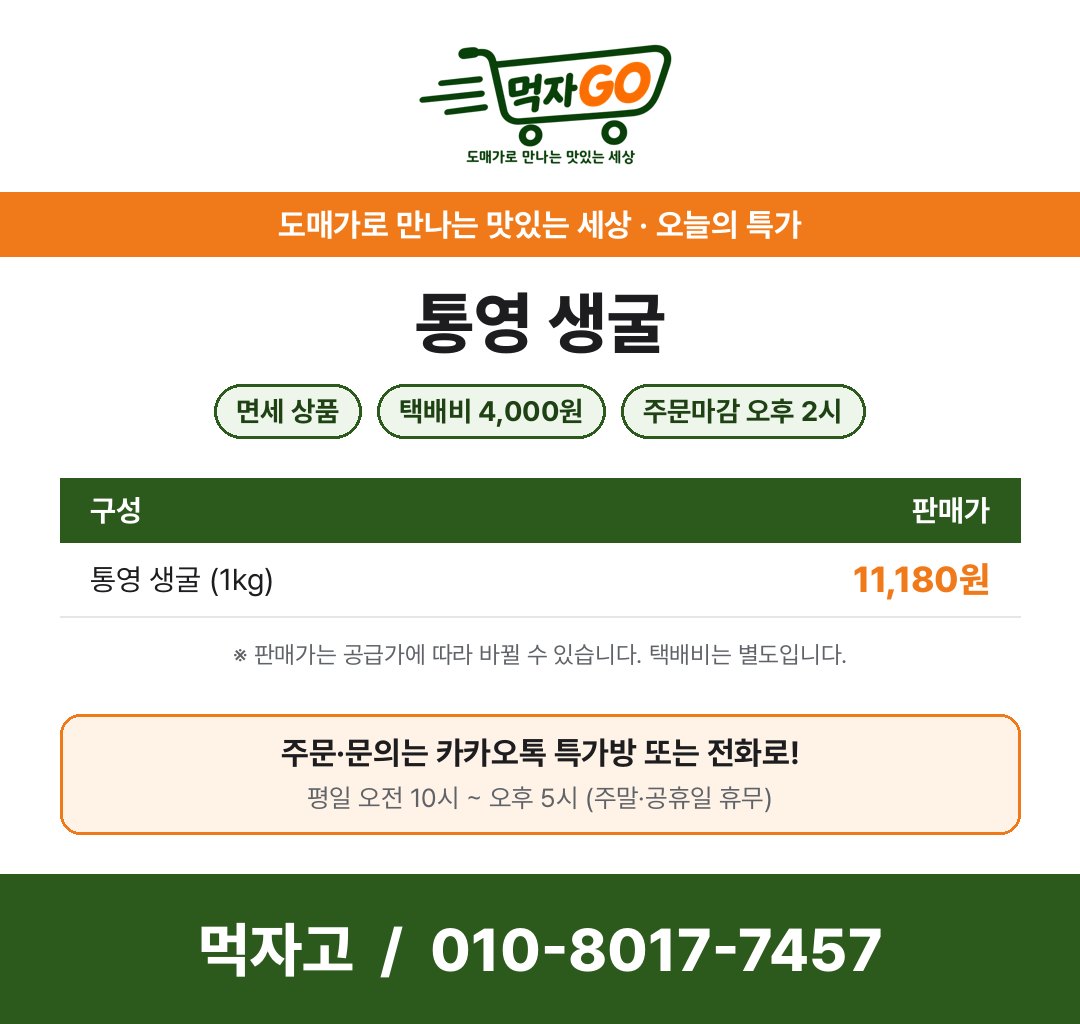 먹자GO
도매가로 만나는 맛있는 세상
도매가로 만나는 맛있는 세상 · 오늘의 특가
통영 생굴
면세 상품 택배비 4,000원 주문마감 오후 2시
구성 판매가
통영 생굴 (1kg) 11,180원
※ 판매가는 공급가에 따라 바뀔 수 있습니다. 택배비는 별도입니다.
주문·문의는 카카오톡 특가방 또는 전화로!
평일 오전 10시 ~ 오후 5시 (주말·공휴일 휴무)
먹자고 / 010-8017-7457